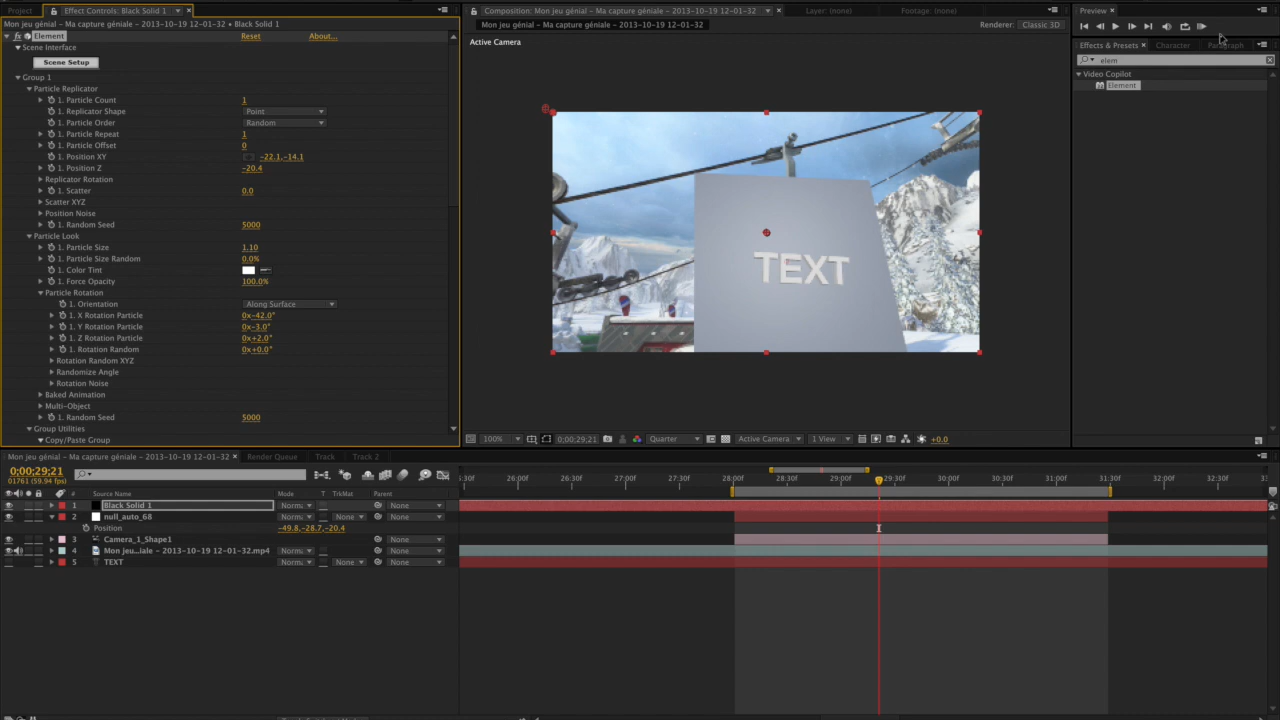 Project Effect Controls: Black Solid 1
Mon jeu génial – Ma capture géniale – 2013-10-19 12-01-32 • Black Solid 1
fx Element Reset About...
Scene Interface
Scene Setup
Group 1
Particle Replicator
1. Particle Count 1
1. Replicator Shape Point
1. Particle Order Random
1. Particle Repeat 1
1. Particle Offset 0
1. Position XY -22.1,-14.1
1. Position Z -20.4
Replicator Rotation
1. Scatter 0.0
Scatter XYZ
Position Noise
1. Random Seed 5000
Particle Look
1. Particle Size 1.10
1. Particle Size Random 0.0%
1. Color Tint
1. Force Opacity 100.0%
Particle Rotation
1. Orientation Along Surface
1. X Rotation Particle 0x-42.0°
1. Y Rotation Particle 0x-3.0°
1. Z Rotation Particle 0x+2.0°
1. Rotation Random 0x+0.0°
Rotation Random XYZ
Randomize Angle
Rotation Noise
Baked Animation
Multi-Object
1. Random Seed 5000
Group Utilities
Copy/Paste Group
Composition: Mon jeu génial – Ma capture géniale – 2013-10-19 12-01-32 Layer: (none) Footage: (none)
Mon jeu génial – Ma capture géniale – 2013-10-19 12-01-32 Renderer: Classic 3D
Active Camera
TEXT
100% 0;00;29;21 Quarter Active Camera 1 View +0.0
Preview
Effects & Presets Character Paragraph
elem
Video Copilot
Element
Mon jeu génial – Ma capture géniale – 2013-10-19 12-01-32 Render Queue Track Track 2
0;00;29;21
01761 (59.94 fps)
26:00f 26:30f 27:00f 27:30f 28:00f 28:30f 29:00f 29:30f 30:00f 30:30f 31:00f 31:30f 32:00f 32:30f
# Source Name Mode T TrkMat Parent
1 Black Solid 1 Norm: None
2 null_auto_68 Norm: None None
Position -49.8,-28.7,-20.4
3 Camera_1_Shape1 None
4 Mon jeu...iale – 2013-10-19 12-01-32.mp4 Norm: None None
5 TEXT Norm: None None